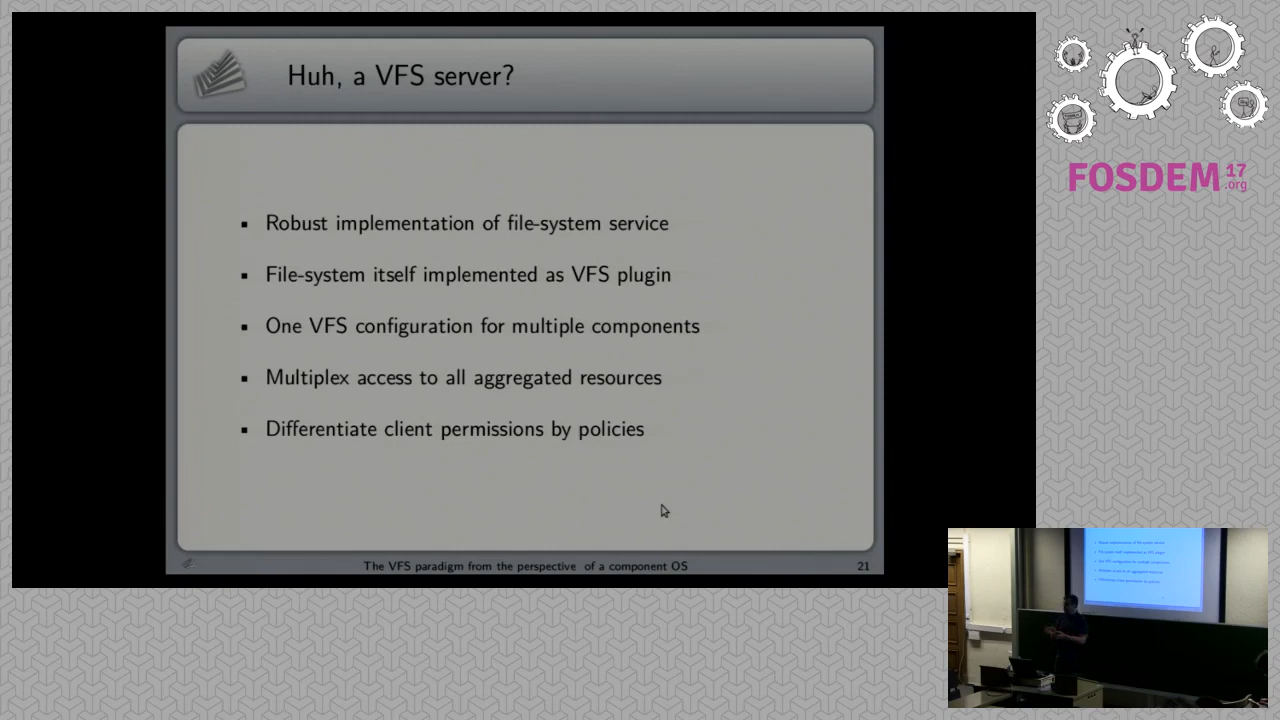 Huh, a VFS server?
Robust implementation of file-system service
File-system itself implemented as VFS plugin
One VFS configuration for multiple components
Multiplex access to all aggregated resources
Differentiate client permissions by policies
The VFS paradigm from the perspective of a component OS 21
FOSDEM 17
.org